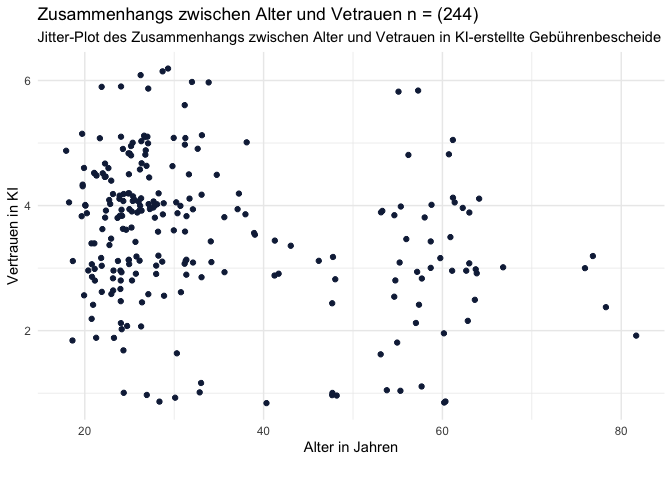 Zusammenhangs zwischen Alter und Vetrauen n = (244)
Jitter-Plot des Zusammenhangs zwischen Alter und Vetrauen in KI-erstellte Gebührenbescheide
6
4
2
Vertrauen in KI
20 40 60 80
Alter in Jahren